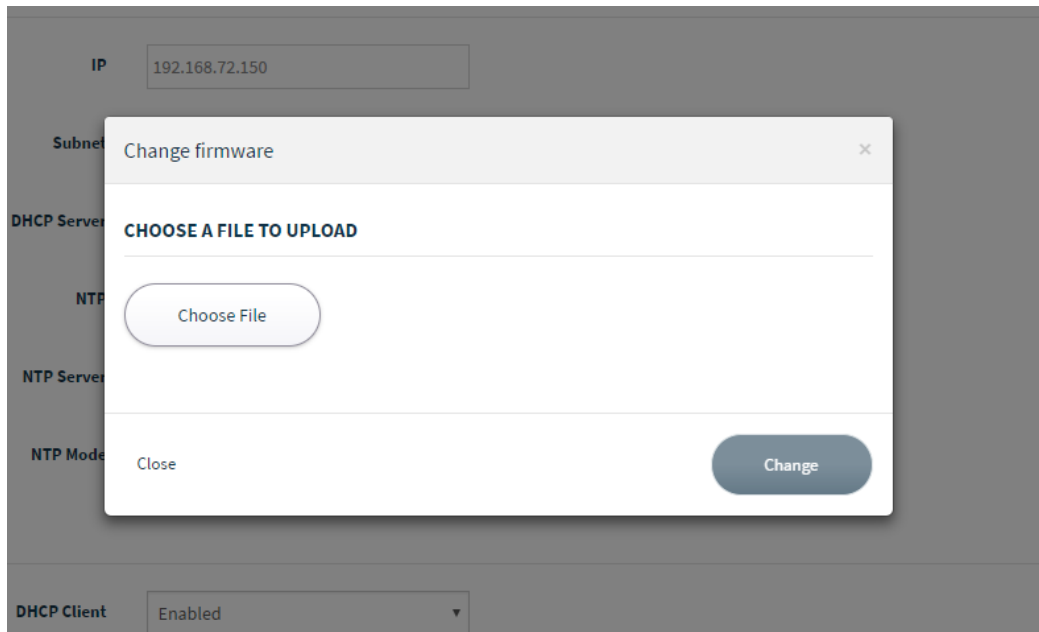 IP 192.168.72.150
Subnet
Change firmware ×
DHCP Server
CHOOSE A FILE TO UPLOAD
NTP
Choose File
NTP Server
NTP Mode
Close Change
DHCP Client Enabled ▼